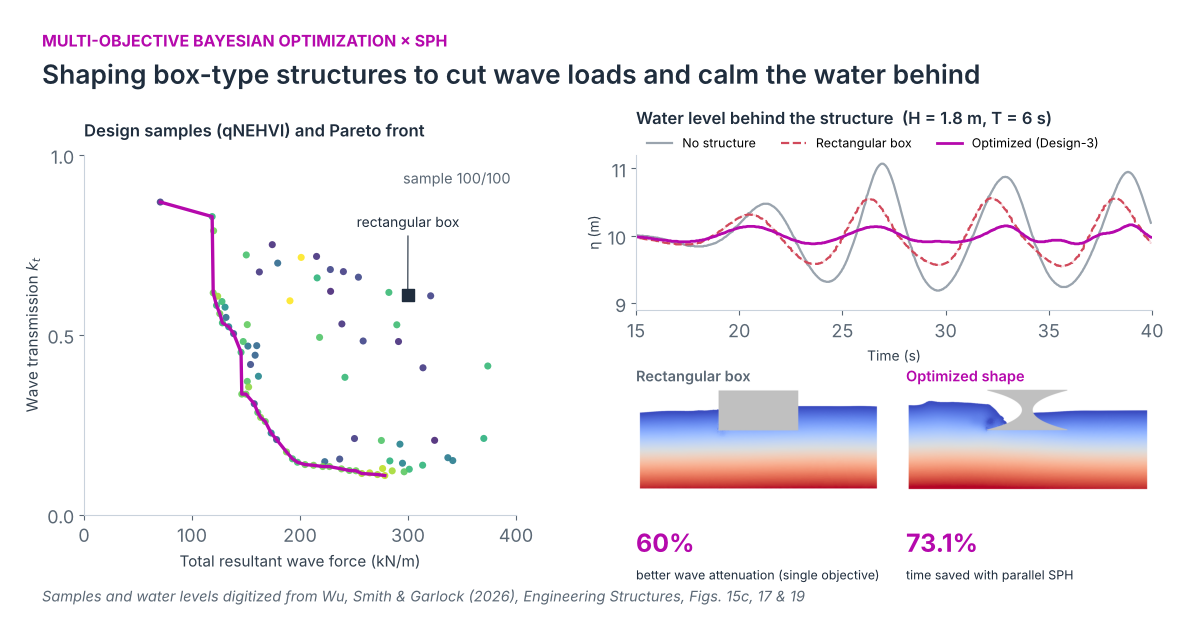 MULTI-OBJECTIVE BAYESIAN OPTIMIZATION × SPH
Shaping box-type structures to cut wave loads and calm the water behind
Design samples (qNEHVI) and Pareto front
1.0
0.5
0.0
Wave transmission kₜ
sample 100/100
rectangular box
0 100 200 300 400
Total resultant wave force (kN/m)
Water level behind the structure (H = 1.8 m, T = 6 s)
No structure Rectangular box Optimized (Design-3)
11
10
9
η (m)
15 20 25 30 35 40
Time (s)
Rectangular box Optimized shape
60% 73.1%
better wave attenuation (single objective) time saved with parallel SPH
Samples and water levels digitized from Wu, Smith & Garlock (2026), Engineering Structures, Figs. 15c, 17 & 19